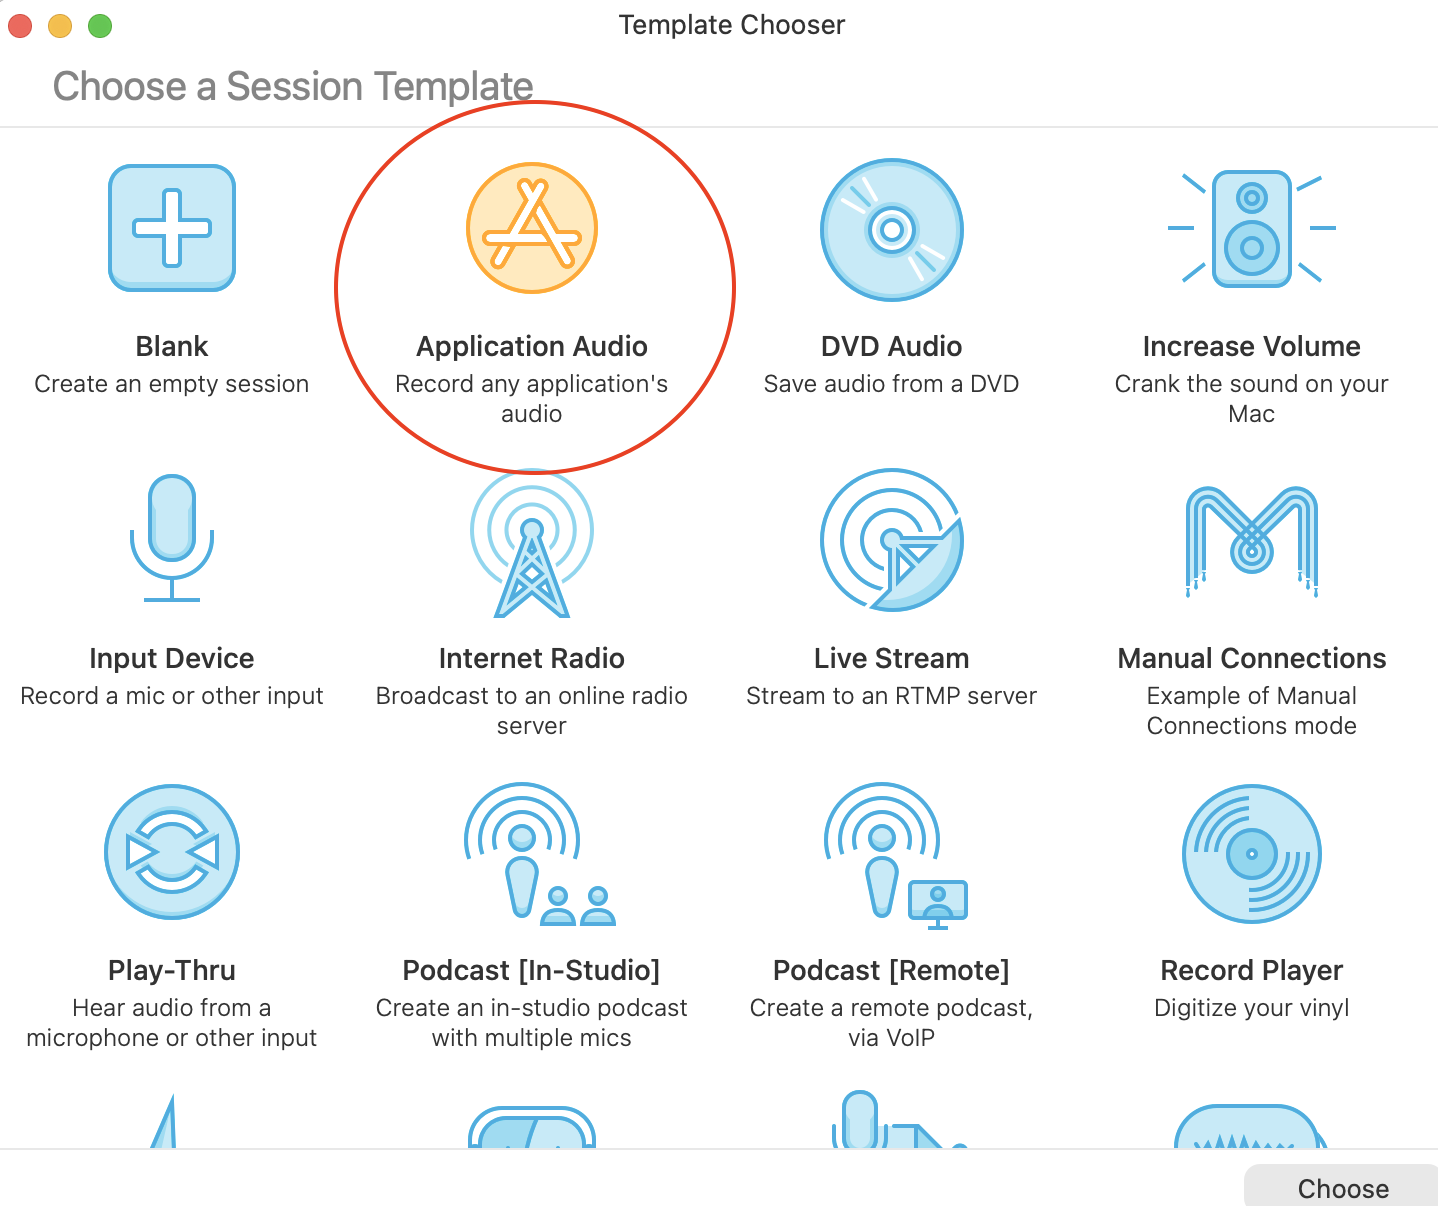 Template Chooser
Choose a Session Template
Blank
Create an empty session
Application Audio
Record any application's
audio
DVD Audio
Save audio from a DVD
Increase Volume
Crank the sound on your
Mac
Input Device
Record a mic or other input
Internet Radio
Broadcast to an online radio
server
Live Stream
Stream to an RTMP server
Manual Connections
Example of Manual
Connections mode
Play-Thru
Hear audio from a
microphone or other input
Podcast [In-Studio]
Create an in-studio podcast
with multiple mics
Podcast [Remote]
Create a remote podcast,
via VoIP
Record Player
Digitize your vinyl
Choose